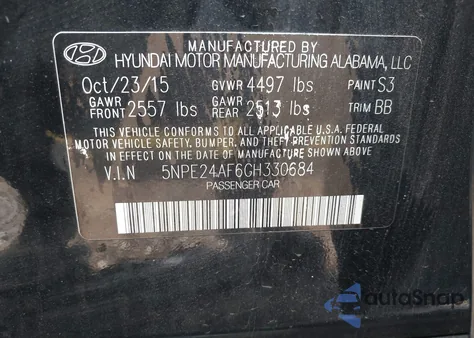 MANUFACTURED BY
HYUNDAI MOTOR MANUFACTURING ALABAMA, LLC
Oct/23/15 GVWR 4497 lbs PAINT S3
GAWR FRONT 2557 lbs GAWR REAR 2513 lbs TRIM BB
THIS VEHICLE CONFORMS TO ALL APPLICABLE U.S.A. FEDERAL
MOTOR VEHICLE SAFETY, BUMPER, AND THEFT-PREVENTION STANDARDS
IN EFFECT ON THE DATE OF MANUFACTURE SHOWN ABOVE.
V.I.N 5NPE24AF6GH330684
PASSENGER CAR
autoSnap